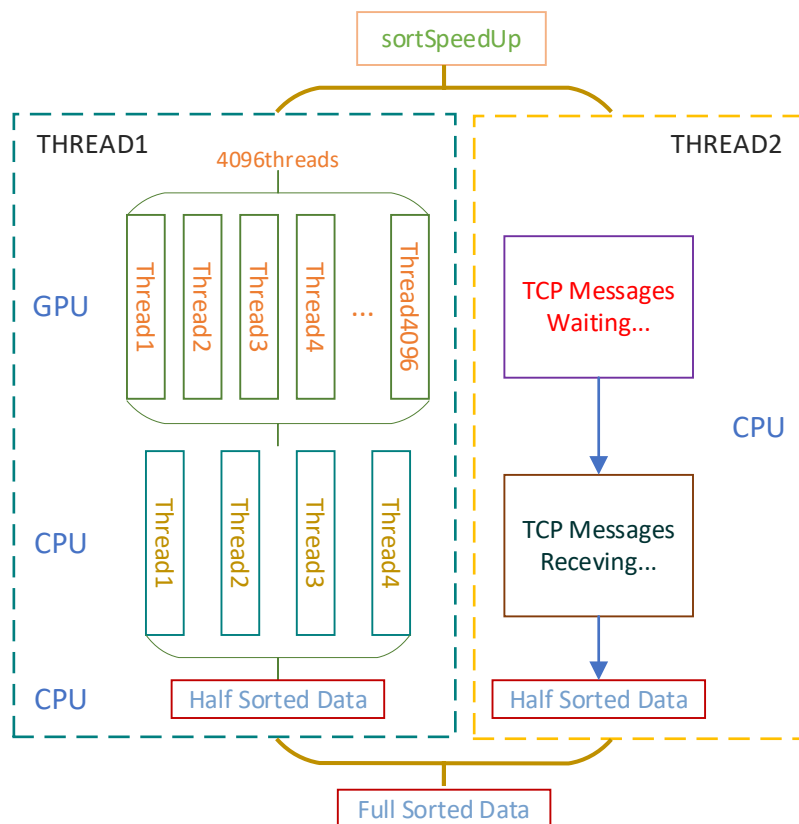 sortSpeedUp
THREAD1
4096threads
GPU
Thread1
Thread2
Thread3
Thread4
...
Thread4096
CPU
Thread1
Thread2
Thread3
Thread4
CPU
Half Sorted Data
THREAD2
TCP Messages
Waiting...
CPU
TCP Messages
Receving...
Half Sorted Data
Full Sorted Data